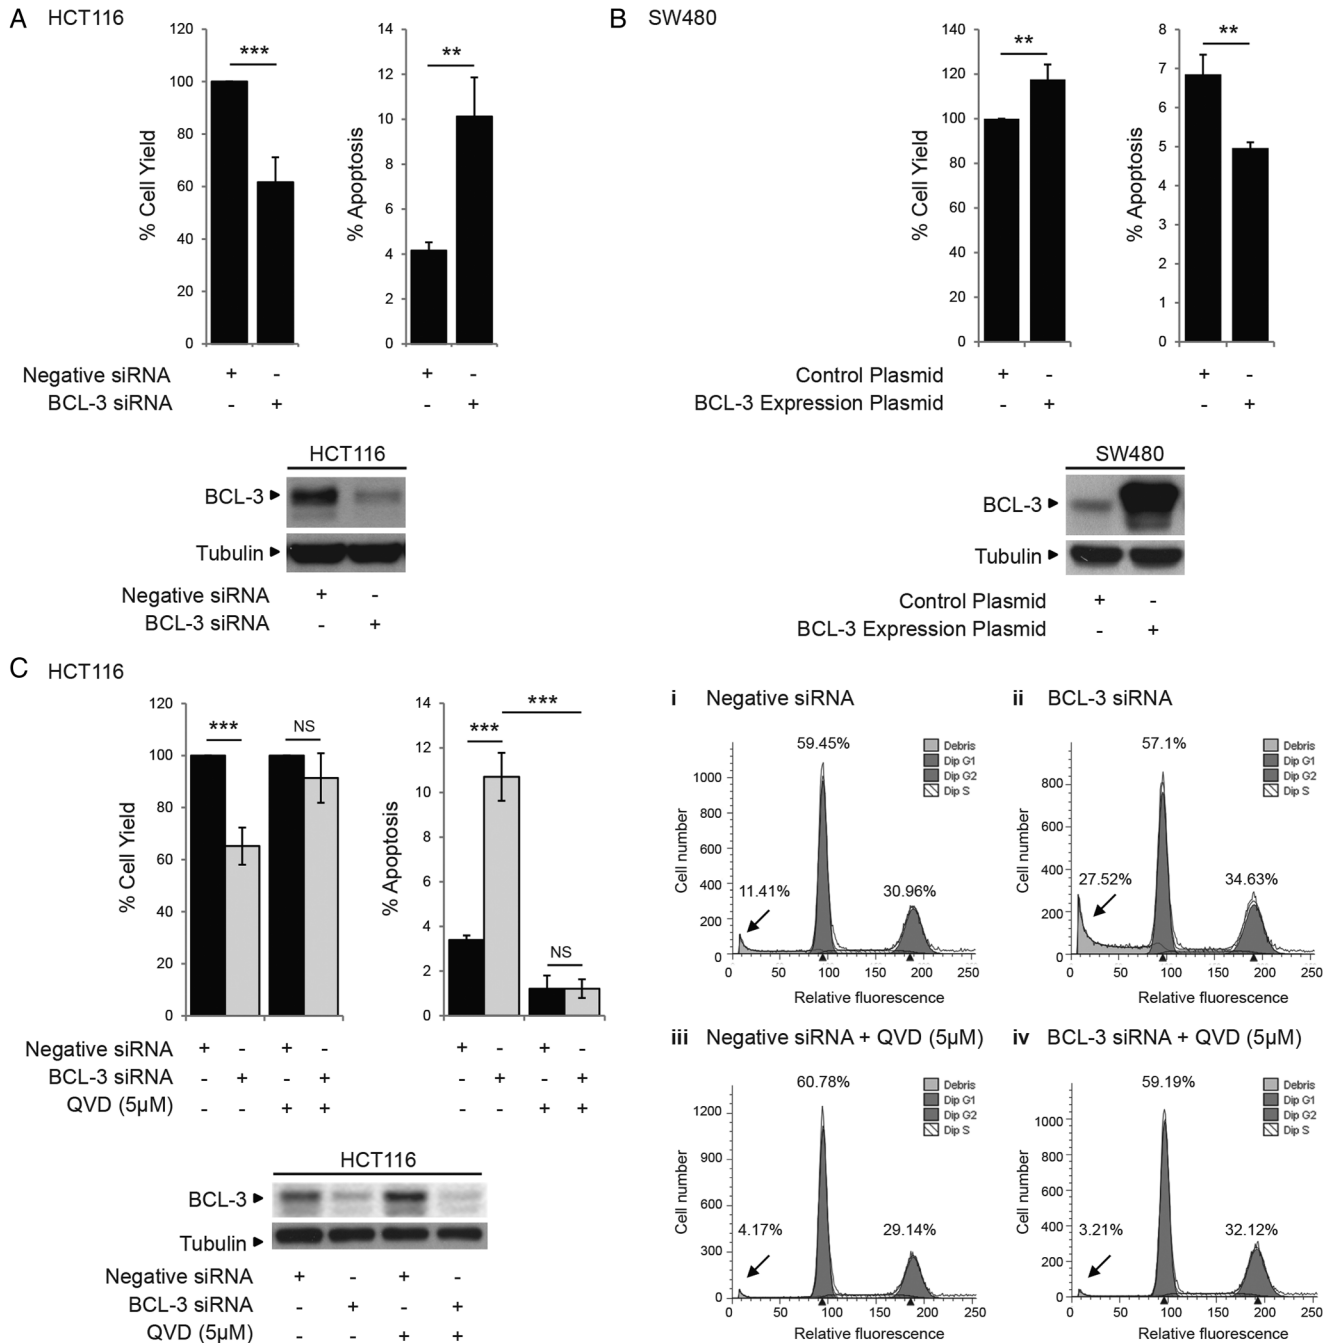 A HCT116
120
100
80
60
40
20
0
% Cell Yield
***
14
12
10
8
6
4
2
0
% Apoptosis
**
Negative siRNA + - + -
BCL-3 siRNA - + - +
HCT116
BCL-3
Tubulin
Negative siRNA + -
BCL-3 siRNA - +
B SW480
140
120
100
80
60
40
20
0
% Cell Yield
**
8
7
6
5
4
3
2
1
0
% Apoptosis
**
Control Plasmid + - + -
BCL-3 Expression Plasmid - + - +
SW480
BCL-3
Tubulin
Control Plasmid + -
BCL-3 Expression Plasmid - +
C HCT116
120
100
80
60
40
20
0
% Cell Yield
*** NS
14
12
10
8
6
4
2
0
% Apoptosis
***
***
NS
Negative siRNA + - + - + - + -
BCL-3 siRNA - + - + - + - +
QVD (5µM) - - + + - - + +
HCT116
BCL-3
Tubulin
Negative siRNA + - + -
BCL-3 siRNA - + - +
QVD (5µM) - - + +
i Negative siRNA
59.45%
Debris
Dip G1
Dip G2
Dip S
1000
800
600
400
200
0
Cell number
11.41%
30.96%
0 50 100 150 200 250
Relative fluorescence
ii BCL-3 siRNA
57.1%
Debris
Dip G1
Dip G2
Dip S
800
600
400
200
0
Cell number
27.52%
34.63%
0 50 100 150 200
Relative fluorescence
iii Negative siRNA + QVD (5µM)
60.78%
Debris
Dip G1
Dip G2
Dip S
1200
900
600
300
0
Cell number
4.17%
29.14%
0 50 100 150 200 250
Relative fluorescence
iv BCL-3 siRNA + QVD (5µM)
59.19%
Debris
Dip G1
Dip G2
Dip S
1000
800
600
400
200
0
Cell number
3.21%
32.12%
0 50 100 150 200 250
Relative fluorescence